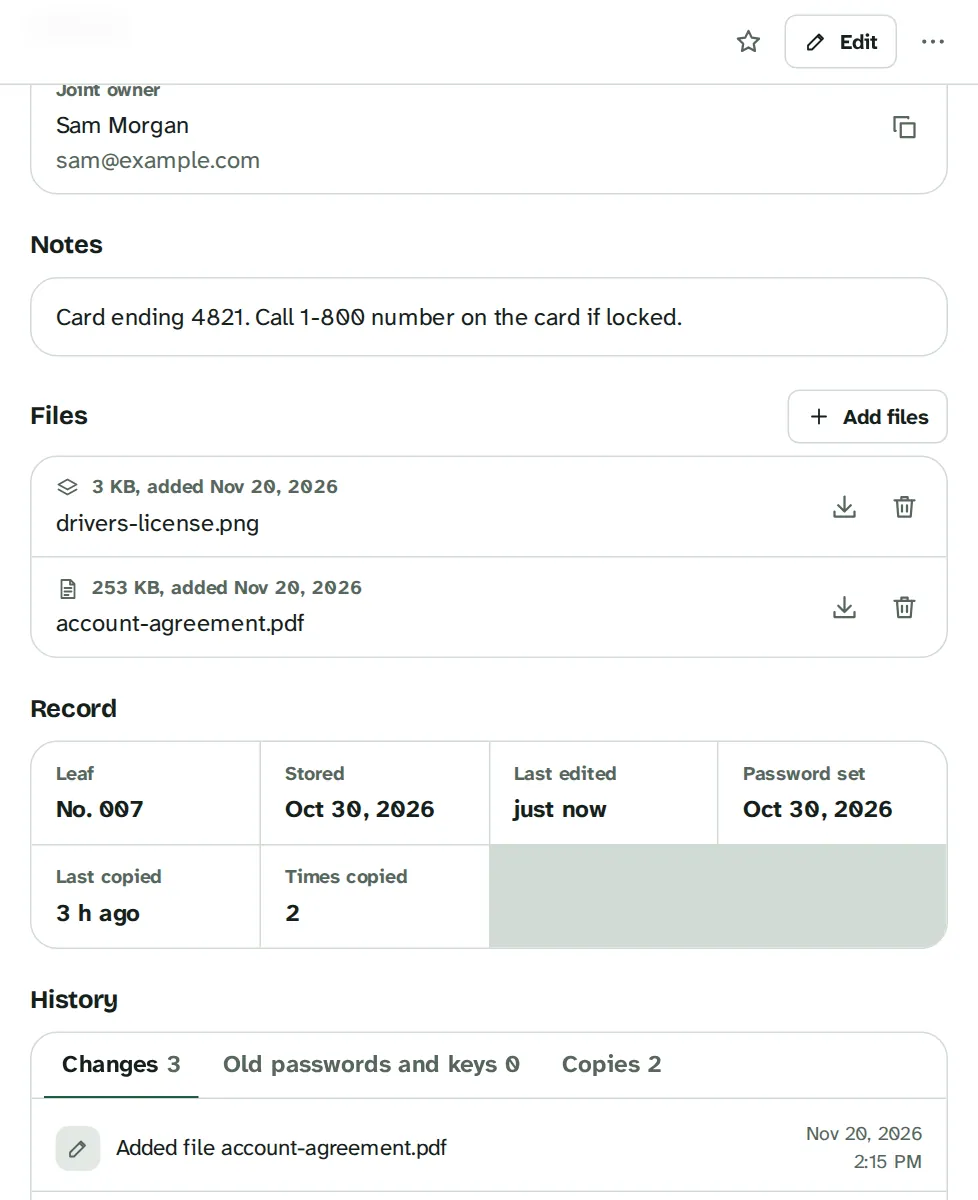 Edit
Joint owner
Sam Morgan
sam@example.com
Notes
Card ending 4821. Call 1-800 number on the card if locked.
Files
Add files
3 KB, added Nov 20, 2026
drivers-license.png
253 KB, added Nov 20, 2026
account-agreement.pdf
Record
Leaf
No. 007
Stored
Oct 30, 2026
Last edited
just now
Password set
Oct 30, 2026
Last copied
3 h ago
Times copied
2
History
Changes 3
Old passwords and keys 0
Copies 2
Added file account-agreement.pdf
Nov 20, 2026
2:15 PM